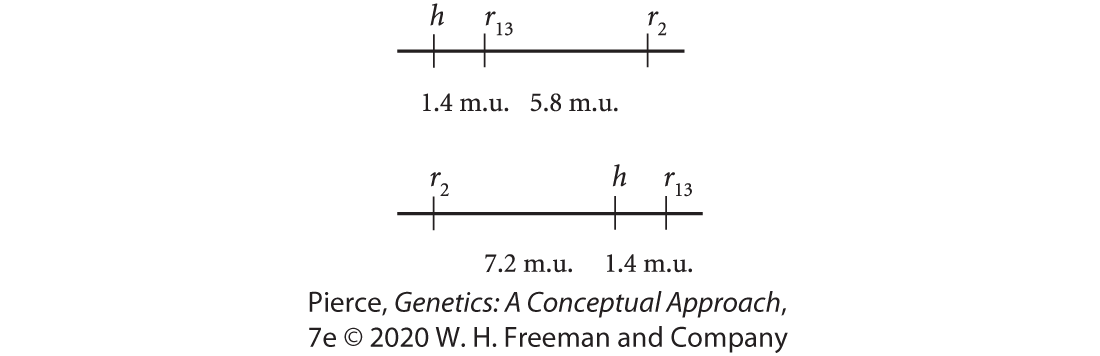 h r13 r2
1.4 m.u. 5.8 m.u.
r2 h r13
7.2 m.u. 1.4 m.u.
Pierce, Genetics: A Conceptual Approach,
7e © 2020 W. H. Freeman and Company